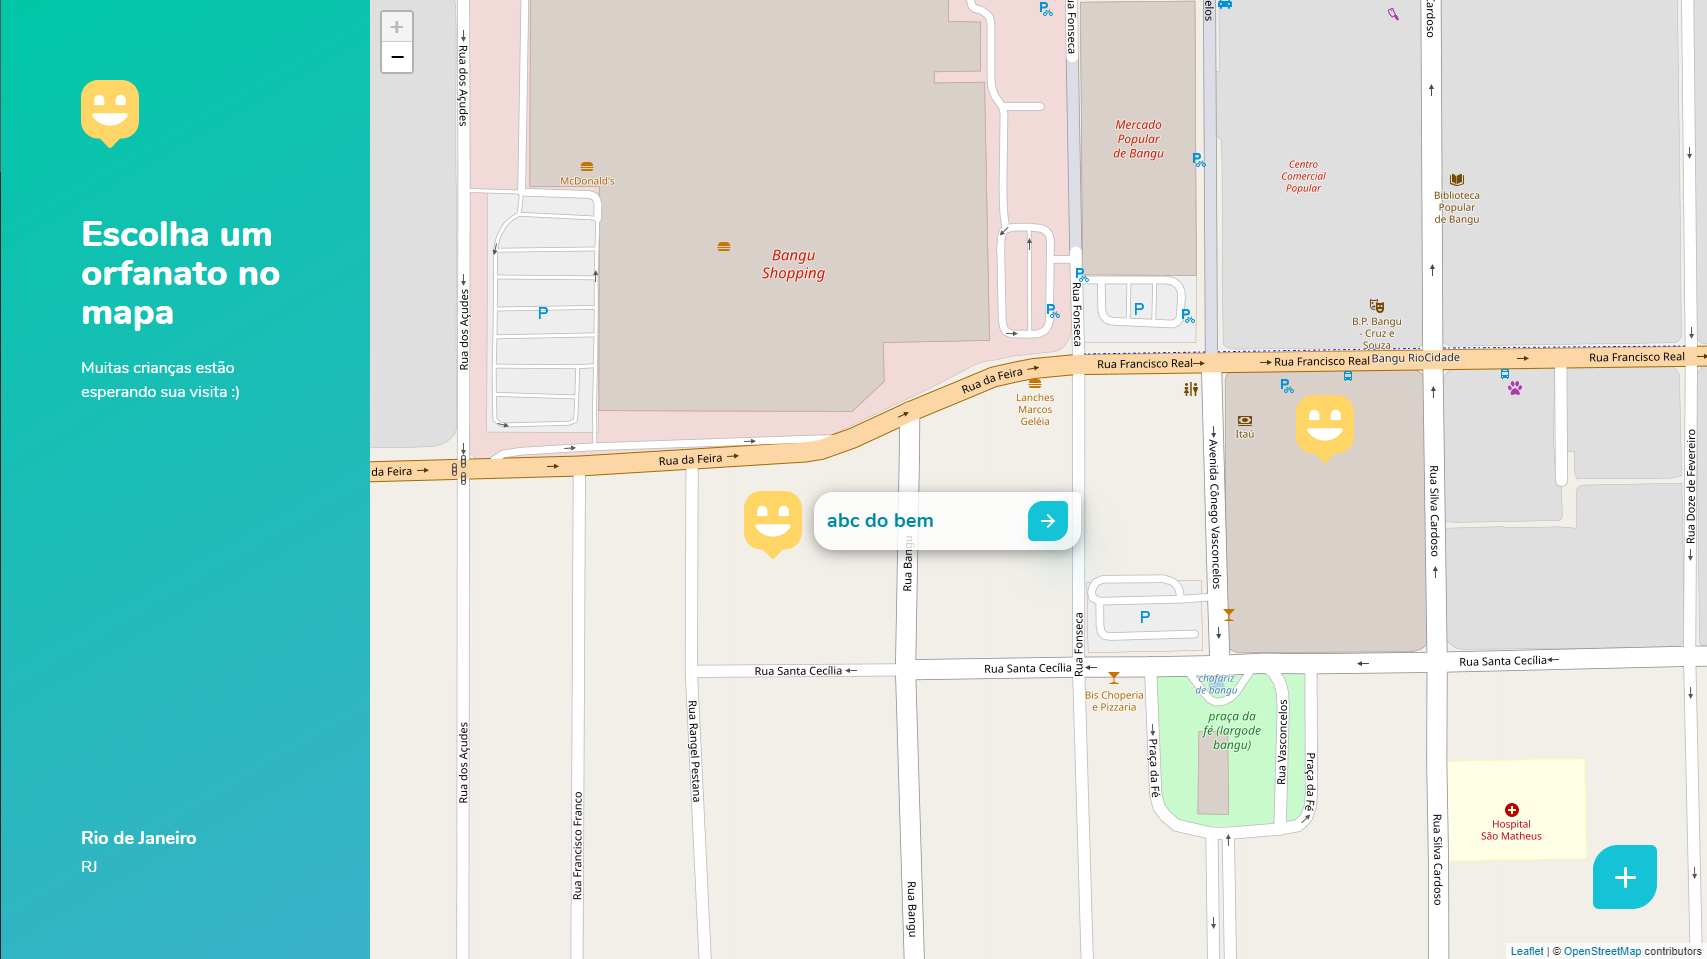 Escolha um
orfanato no
mapa
Muitas crianças estão
esperando sua visita :)
Rio de Janeiro
RJ
+
−
Rua dos Açudes
Rua dos Açudes
Rua dos Açudes
McDonald's
Bangu
Shopping
P
ua Fonseca
Rua Fonseca
Rua Fonseca
Mercado
Popular
de Bangu
P
elos
Centro
Comercial
Popular
Cardoso
Biblioteca
Popular
de Bangu
B.P. Bangu
- Cruz e
Souza
Rua Francisco Real
Rua Francisco Real
Bangu RioCidade
Rua Francisco Real
da Feira
Rua da Feira
Rua da Feira
Lanches
Marcos
Geléia
Itaú
abc do bem
Rua Bangu
Rua Bangu
Avenida Cônego Vasconcelos
Rua Silva Cardoso
Rua Silva Cardoso
Rua Doze de Fevereiro
P
Rua Santa Cecília
Rua Santa Cecília
Rua Santa Cecília
Bis Choperia
e Pizzaria
chafariz
de bangu
praça da
fé (largode
bangu)
Praça da Fé
Rua Vasconcelos
Praça da Fé
Rua Rangel Pestana
Rua Francisco Franco
Hospital
São Matheus
+
Leaflet | © OpenStreetMap contributors